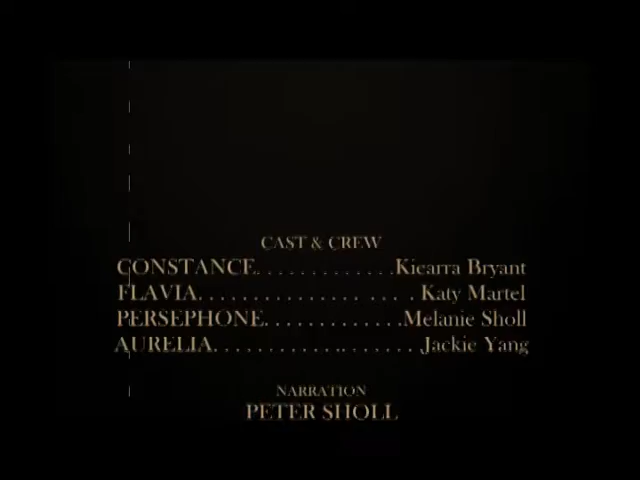 CAST & CREW
CONSTANCE. . . . . . . . . . . . .Kiearra Bryant
FLAVIA. . . . . . . . . . . . . . . . . . Katy Martel
PERSEPHONE. . . . . . . . . . . .Melanie Sholl
AURELIA. . . . . . . . . . . . .. . . . . . .Jackie Yang
NARRATION
PETER SHOLL